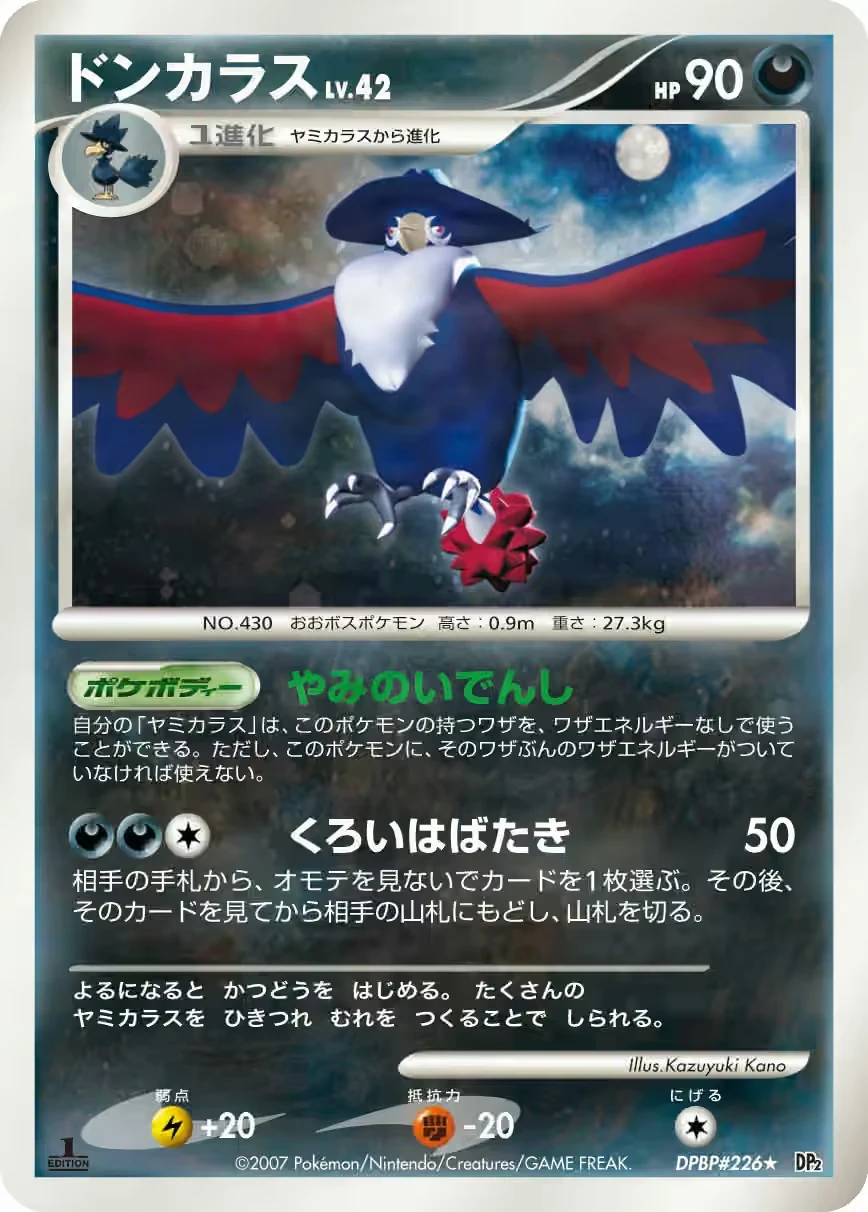 ドンカラス LV.42 HP 90
1進化 ヤミカラスから進化
NO.430 おおボスポケモン 高さ：0.9m 重さ：27.3kg
ポケボディー やみのいでんし
自分の「ヤミカラス」は、このポケモンの持つワザを、ワザエネルギーなしで使う
ことができる。ただし、このポケモンに、そのワザぶんのワザエネルギーがついて
いなければ使えない。
くろいはばたき 50
相手の手札から、オモテを見ないでカードを1枚選ぶ。その後、
そのカードを見てから相手の山札にもどし、山札を切る。
よるになると かつどうを はじめる。 たくさんの
ヤミカラスを ひきつれ むれを つくることで しられる。
Illus.Kazuyuki Kano
弱点 抵抗力 にげる
+20 -20
1 EDITION
©2007 Pokémon/Nintendo/Creatures/GAME FREAK. DPBP#226★ DP2